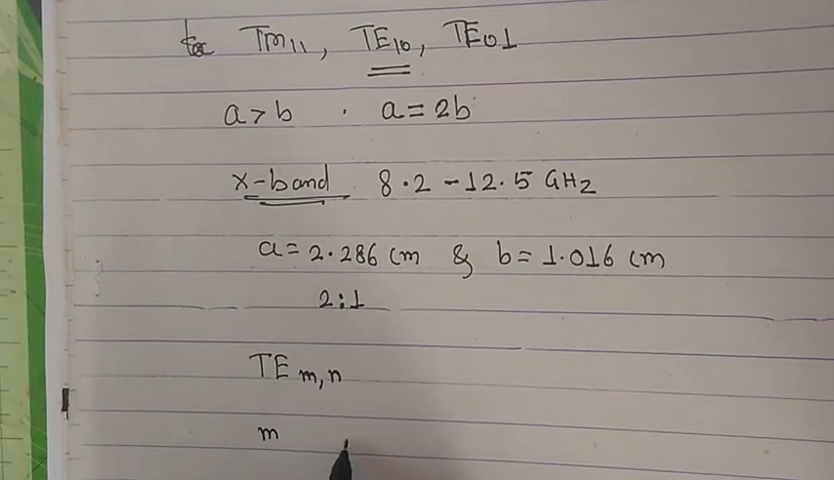 for TM11, TE10, TE01
a > b . a = 2b
x-band 8.2 - 12.5 GHz
a = 2.286 cm & b = 1.016 cm
2:1
TE m,n
m